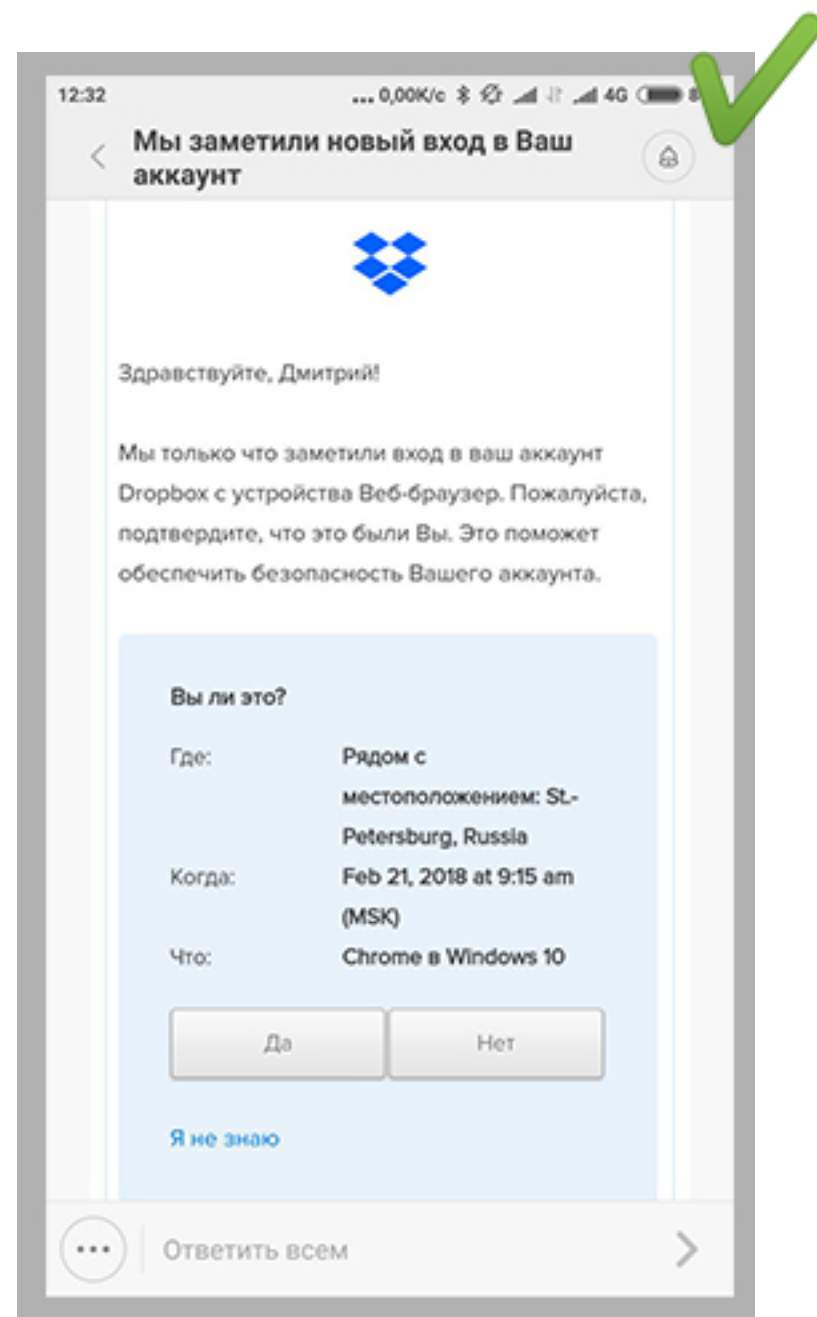 12:32
... 0,00K/c 4G 8
Мы заметили новый вход в Ваш
аккаунт
Здравствуйте, Дмитрий!
Мы только что заметили вход в ваш аккаунт
Dropbox с устройства Веб-браузер. Пожалуйста,
подтвердите, что это были Вы. Это поможет
обеспечить безопасность Вашего аккаунта.
Вы ли это?
Где: Рядом с
местоположением: St.-
Petersburg, Russia
Когда: Feb 21, 2018 at 9:15 am
(MSK)
Что: Chrome в Windows 10
Да Нет
Я не знаю
Ответить всем